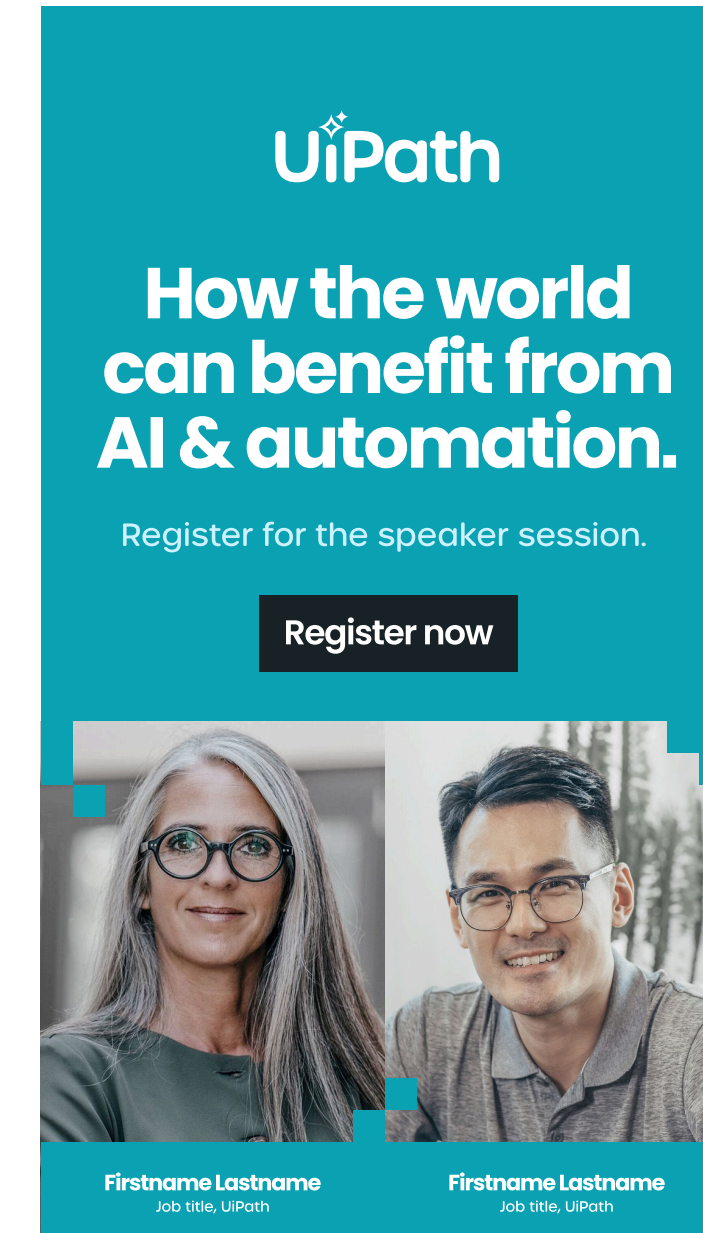 UiPath
How the world
can benefit from
AI & automation.
Register for the speaker session.
Register now
Firstname Lastname
Job title, UiPath
Firstname Lastname
Job title, UiPath